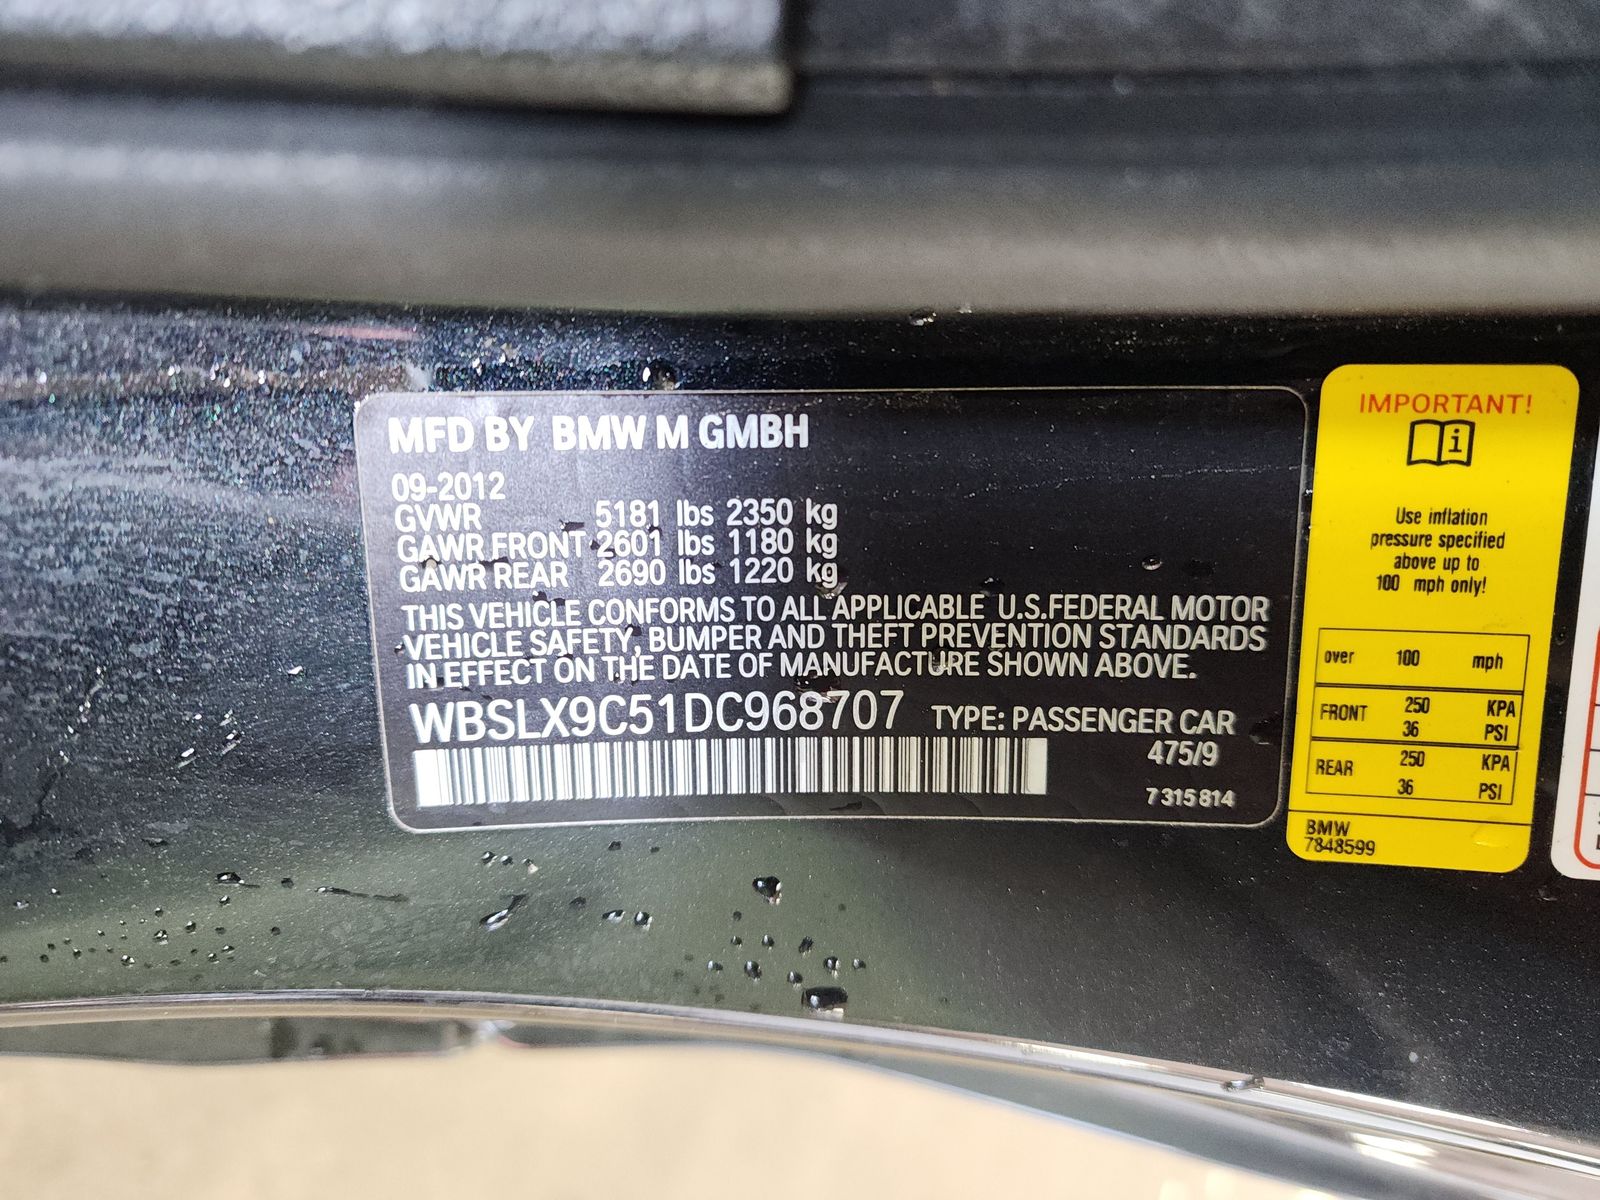 MFD BY BMW M GMBH
09-2012
GVWR 5181 lbs 2350 kg
GAWR FRONT 2601 lbs 1180 kg
GAWR REAR 2690 lbs 1220 kg
THIS VEHICLE CONFORMS TO ALL APPLICABLE U.S.FEDERAL MOTOR
VEHICLE SAFETY, BUMPER AND THEFT PREVENTION STANDARDS
IN EFFECT ON THE DATE OF MANUFACTURE SHOWN ABOVE.
WBSLX9C51DC968707 TYPE: PASSENGER CAR
475/9
7 315 814
IMPORTANT!
i
Use inflation
pressure specified
above up to
100 mph only!
over 100 mph
FRONT 250 KPA
36 PSI
REAR 250 KPA
36 PSI
BMW
7848599